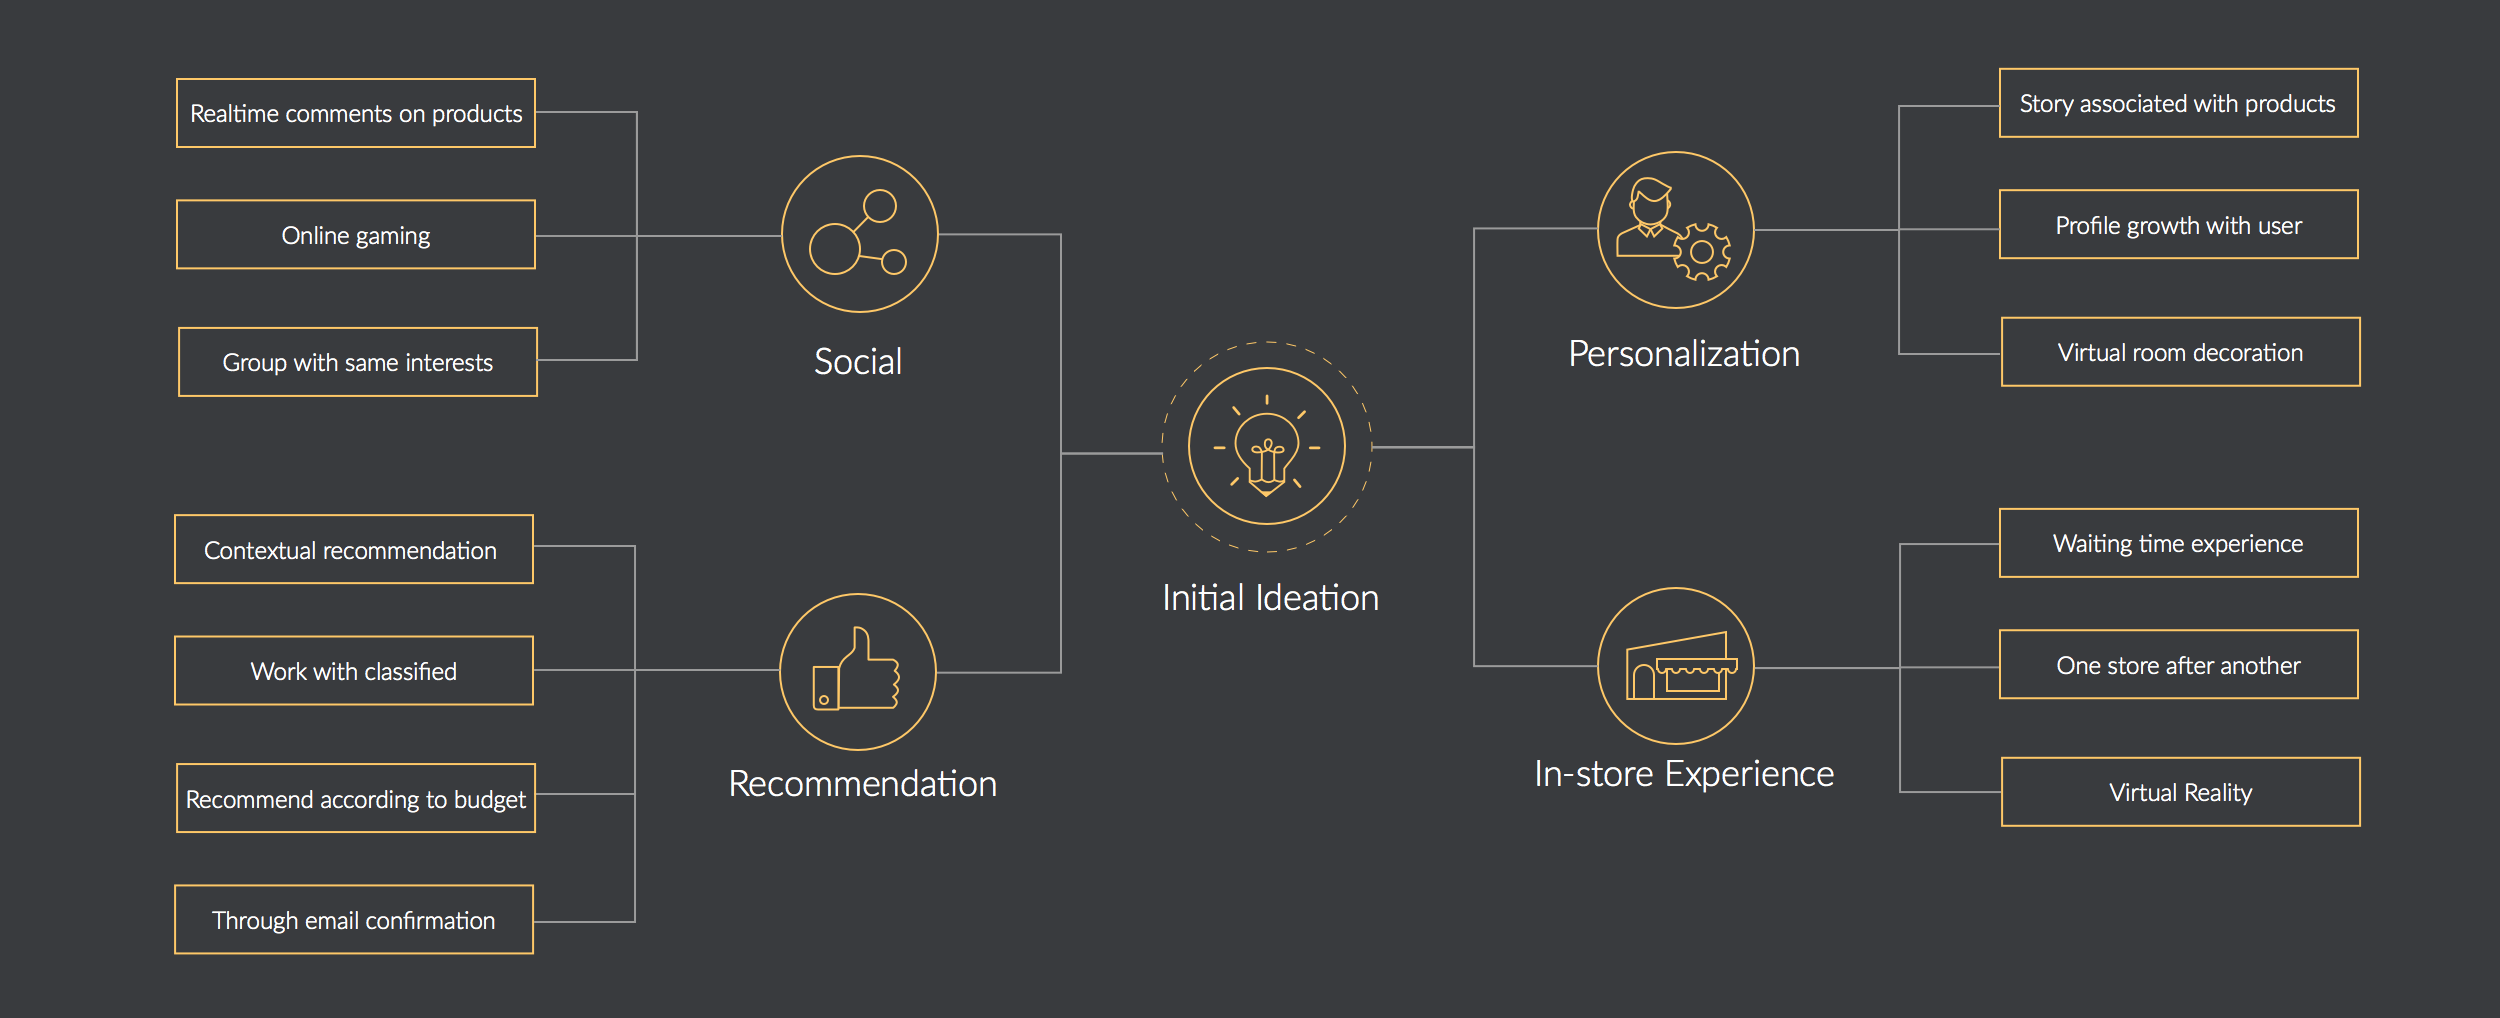 Realtime comments on products
Online gaming
Group with same interests
Social
Contextual recommendation
Work with classified
Recommend according to budget
Through email confirmation
Recommendation
Initial Ideation
Personalization
Story associated with products
Profile growth with user
Virtual room decoration
In-store Experience
Waiting time experience
One store after another
Virtual Reality